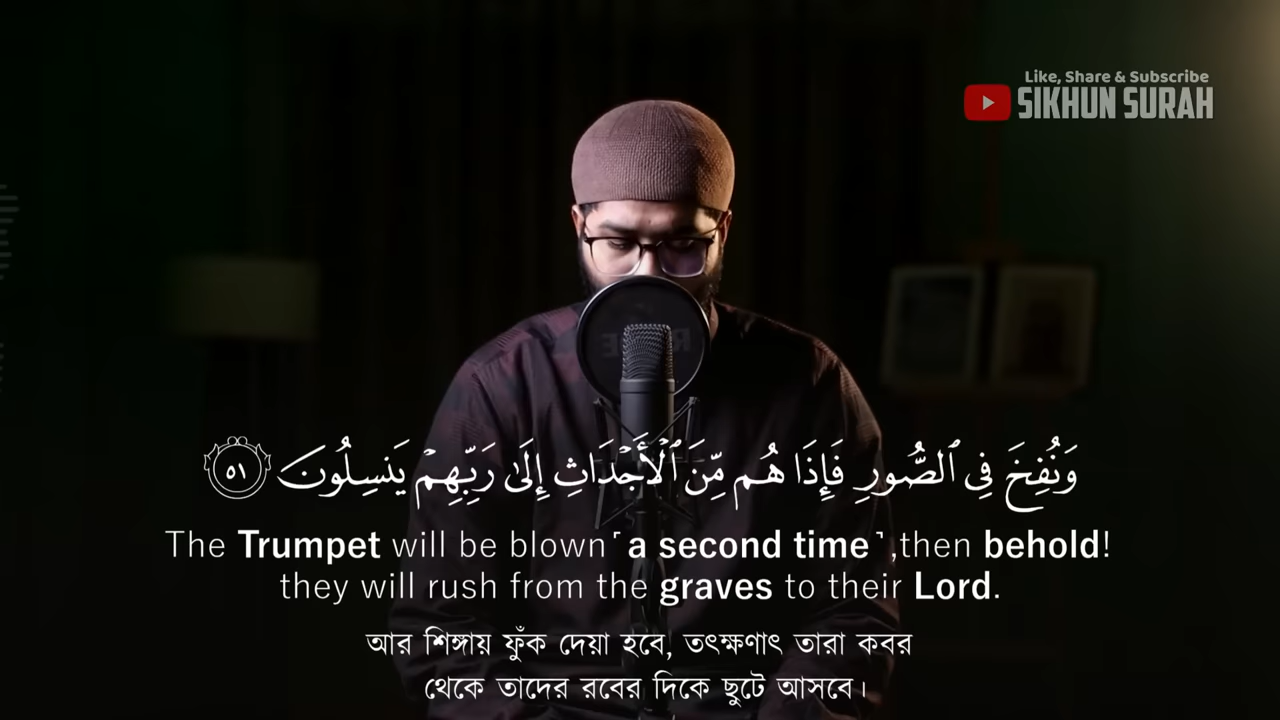 Like, Share & Subscribe
SIKHUN SURAH
وَنُفِخَ فِى ٱلصُّورِ فَإِذَا هُم مِّنَ ٱلْأَجْدَاثِ إِلَىٰ رَبِّهِمْ يَنسِلُونَ ٥١
The Trumpet will be blown ˹a second time˺,then behold!
they will rush from the graves to their Lord.
আর শিঙ্গায় ফুঁক দেয়া হবে, তৎক্ষণাৎ তারা কবর
থেকে তাদের রবের দিকে ছুটে আসবে।